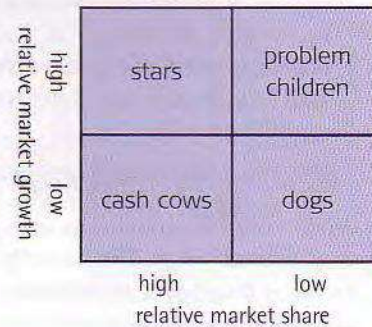 high
low
relative market growth
stars
problem
children
cash cows
dogs
high
low
relative market share